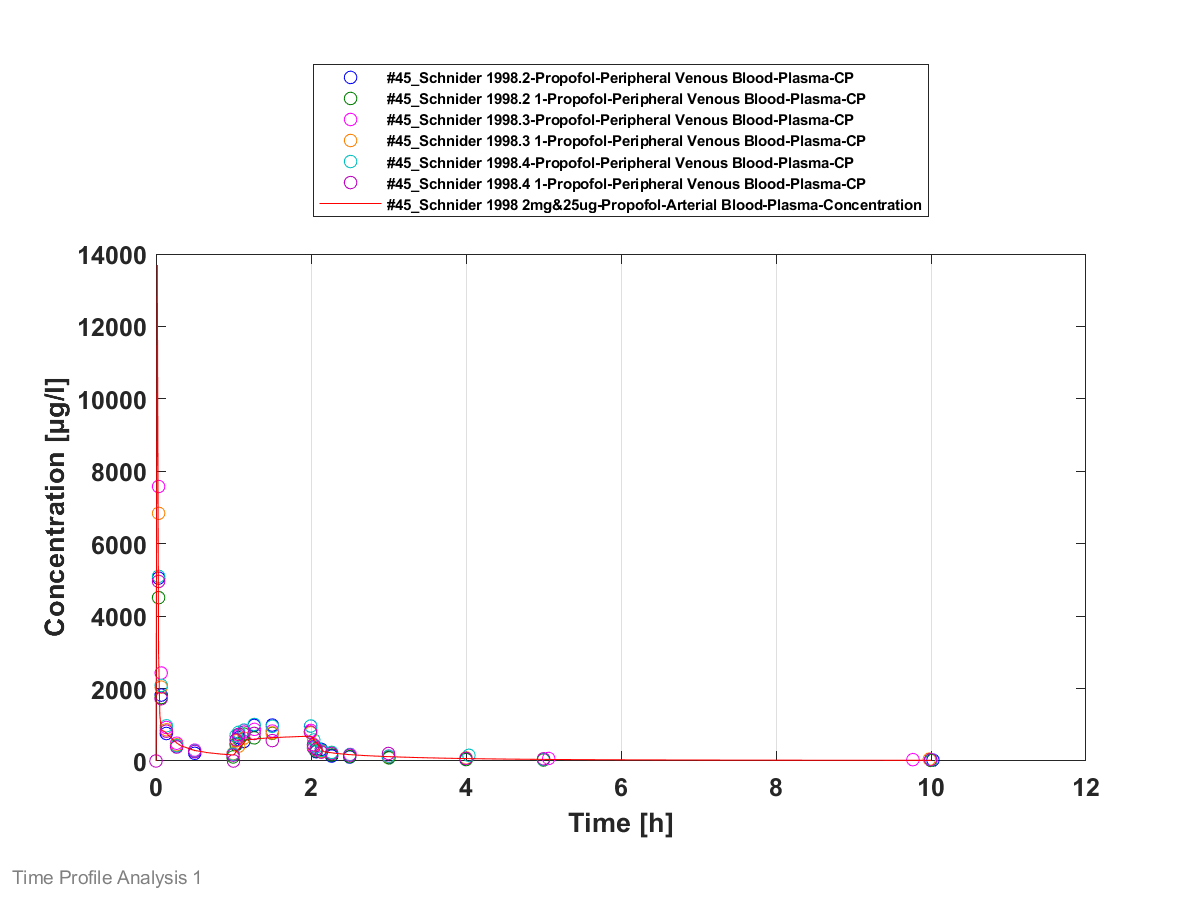 #45_Schnider 1998.2-Propofol-Peripheral Venous Blood-Plasma-CP
#45_Schnider 1998.2 1-Propofol-Peripheral Venous Blood-Plasma-CP
#45_Schnider 1998.3-Propofol-Peripheral Venous Blood-Plasma-CP
#45_Schnider 1998.3 1-Propofol-Peripheral Venous Blood-Plasma-CP
#45_Schnider 1998.4-Propofol-Peripheral Venous Blood-Plasma-CP
#45_Schnider 1998.4 1-Propofol-Peripheral Venous Blood-Plasma-CP
#45_Schnider 1998 2mg&25ug-Propofol-Arterial Blood-Plasma-Concentration
14000
12000
10000
8000
6000
4000
2000
0
Concentration [µg/l]
0 2 4 6 8 10 12
Time [h]
Time Profile Analysis 1